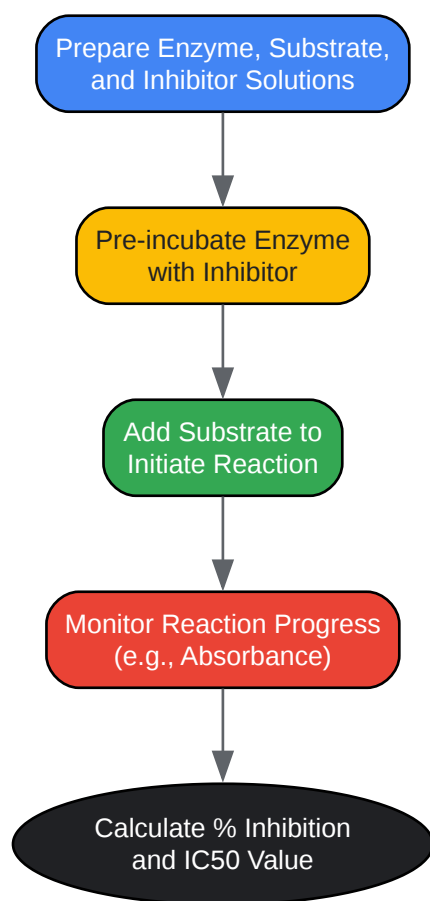 Prepare Enzyme, Substrate,
and Inhibitor Solutions
Pre-incubate Enzyme
with Inhibitor
Add Substrate to
Initiate Reaction
Monitor Reaction Progress
(e.g., Absorbance)
Calculate % Inhibition
and IC50 Value